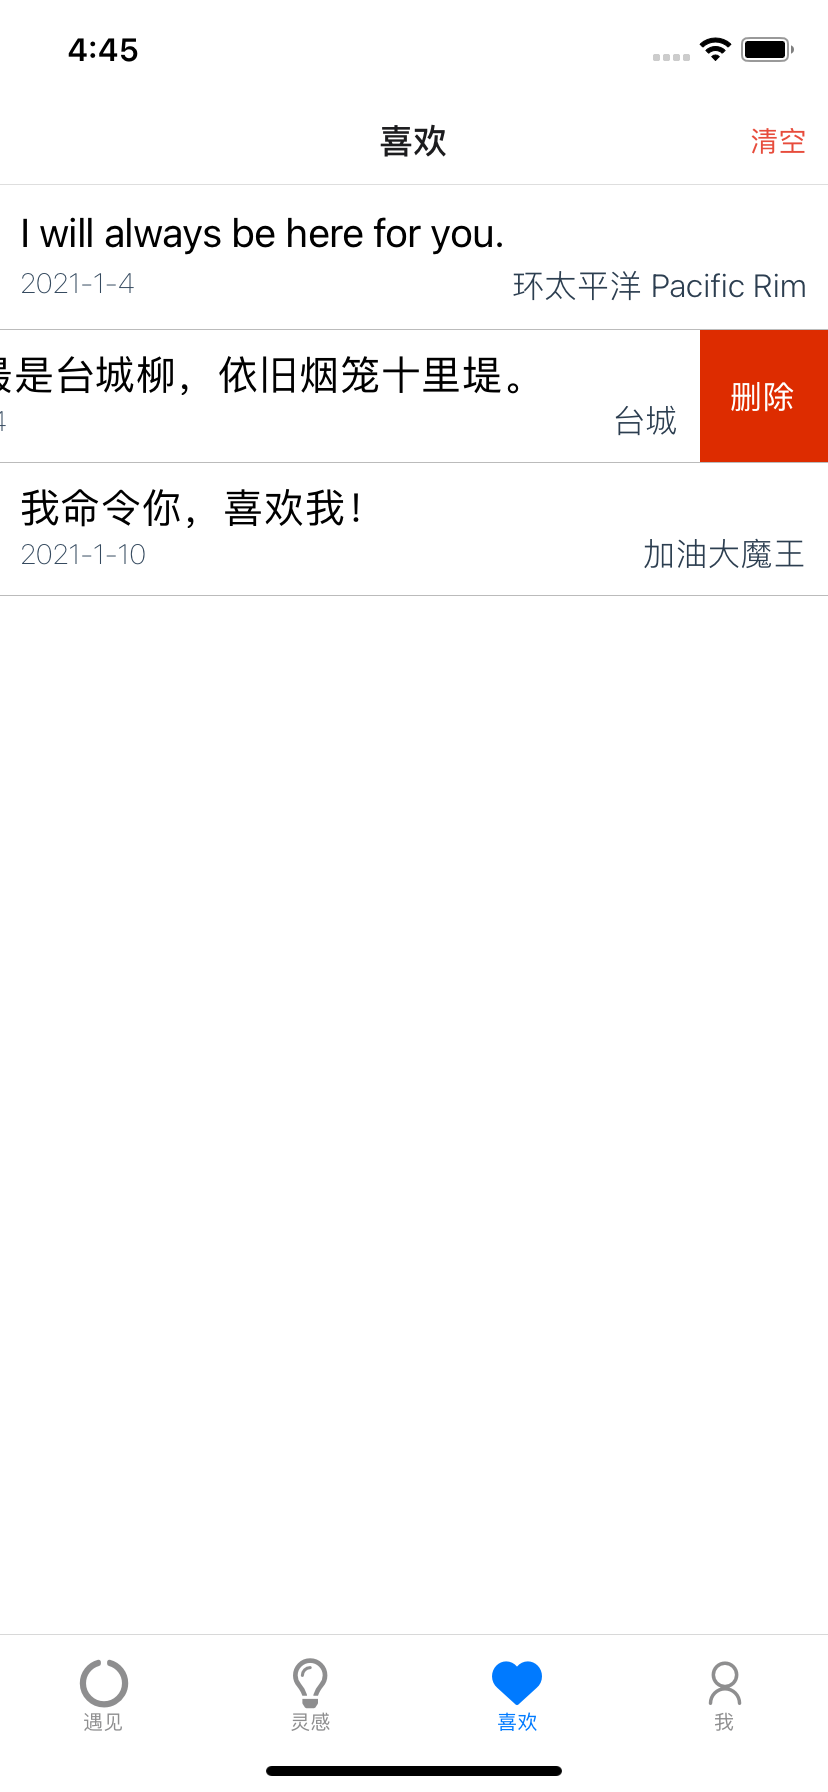 4:45
喜欢
清空
I will always be here for you.
2021-1-4
环太平洋 Pacific Rim
最是台城柳，依旧烟笼十里堤。
4
台城
删除
我命令你，喜欢我！
2021-1-10
加油大魔王
遇见
灵感
喜欢
我